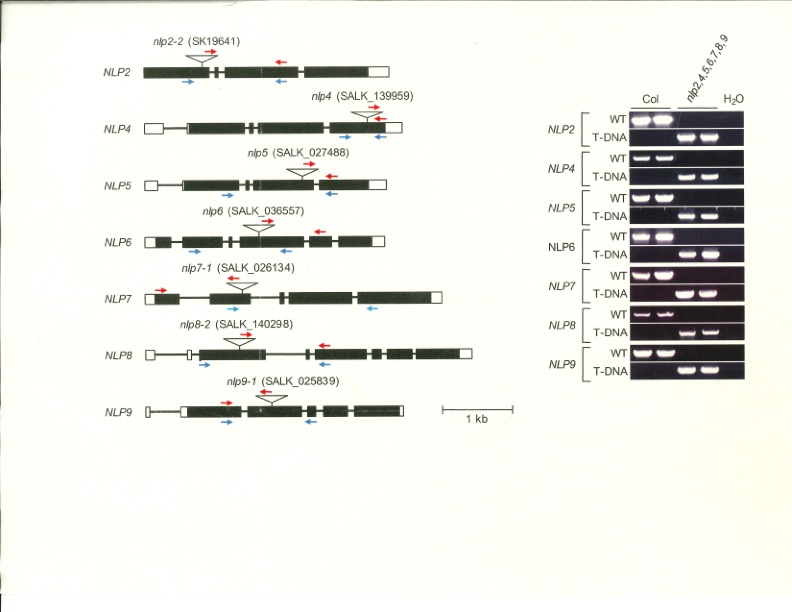 nlp2-2 (SK19641)
NLP2
nlp4 (SALK_139959)
NLP4
nlp5 (SALK_027488)
NLP5
nlp6 (SALK_036557)
NLP6
nlp7-1 (SALK_026134)
NLP7
nlp8-2 (SALK_140298)
NLP8
nlp9-1 (SALK_025839)
NLP9
1 kb
Col
nlp2,4,5,6,7,8,9
H₂O
NLP2
WT
T-DNA
NLP4
WT
T-DNA
NLP5
WT
T-DNA
NLP6
WT
T-DNA
NLP7
WT
T-DNA
NLP8
WT
T-DNA
NLP9
WT
T-DNA